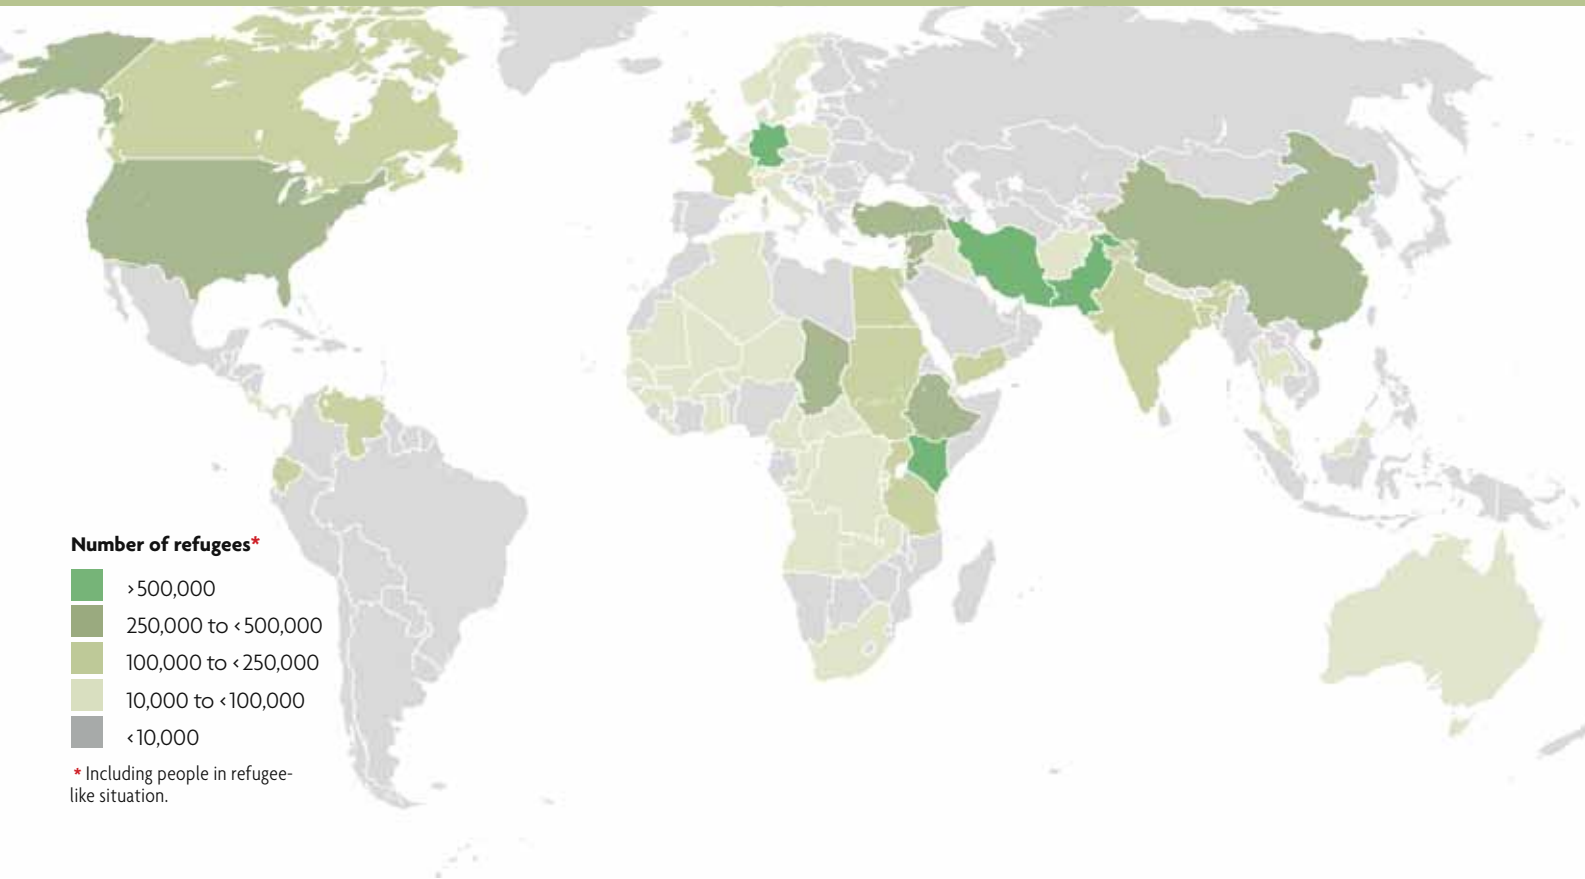 Number of refugees*
>500,000
250,000 to <500,000
100,000 to <250,000
10,000 to <100,000
<10,000
* Including people in refugee-
like situation.